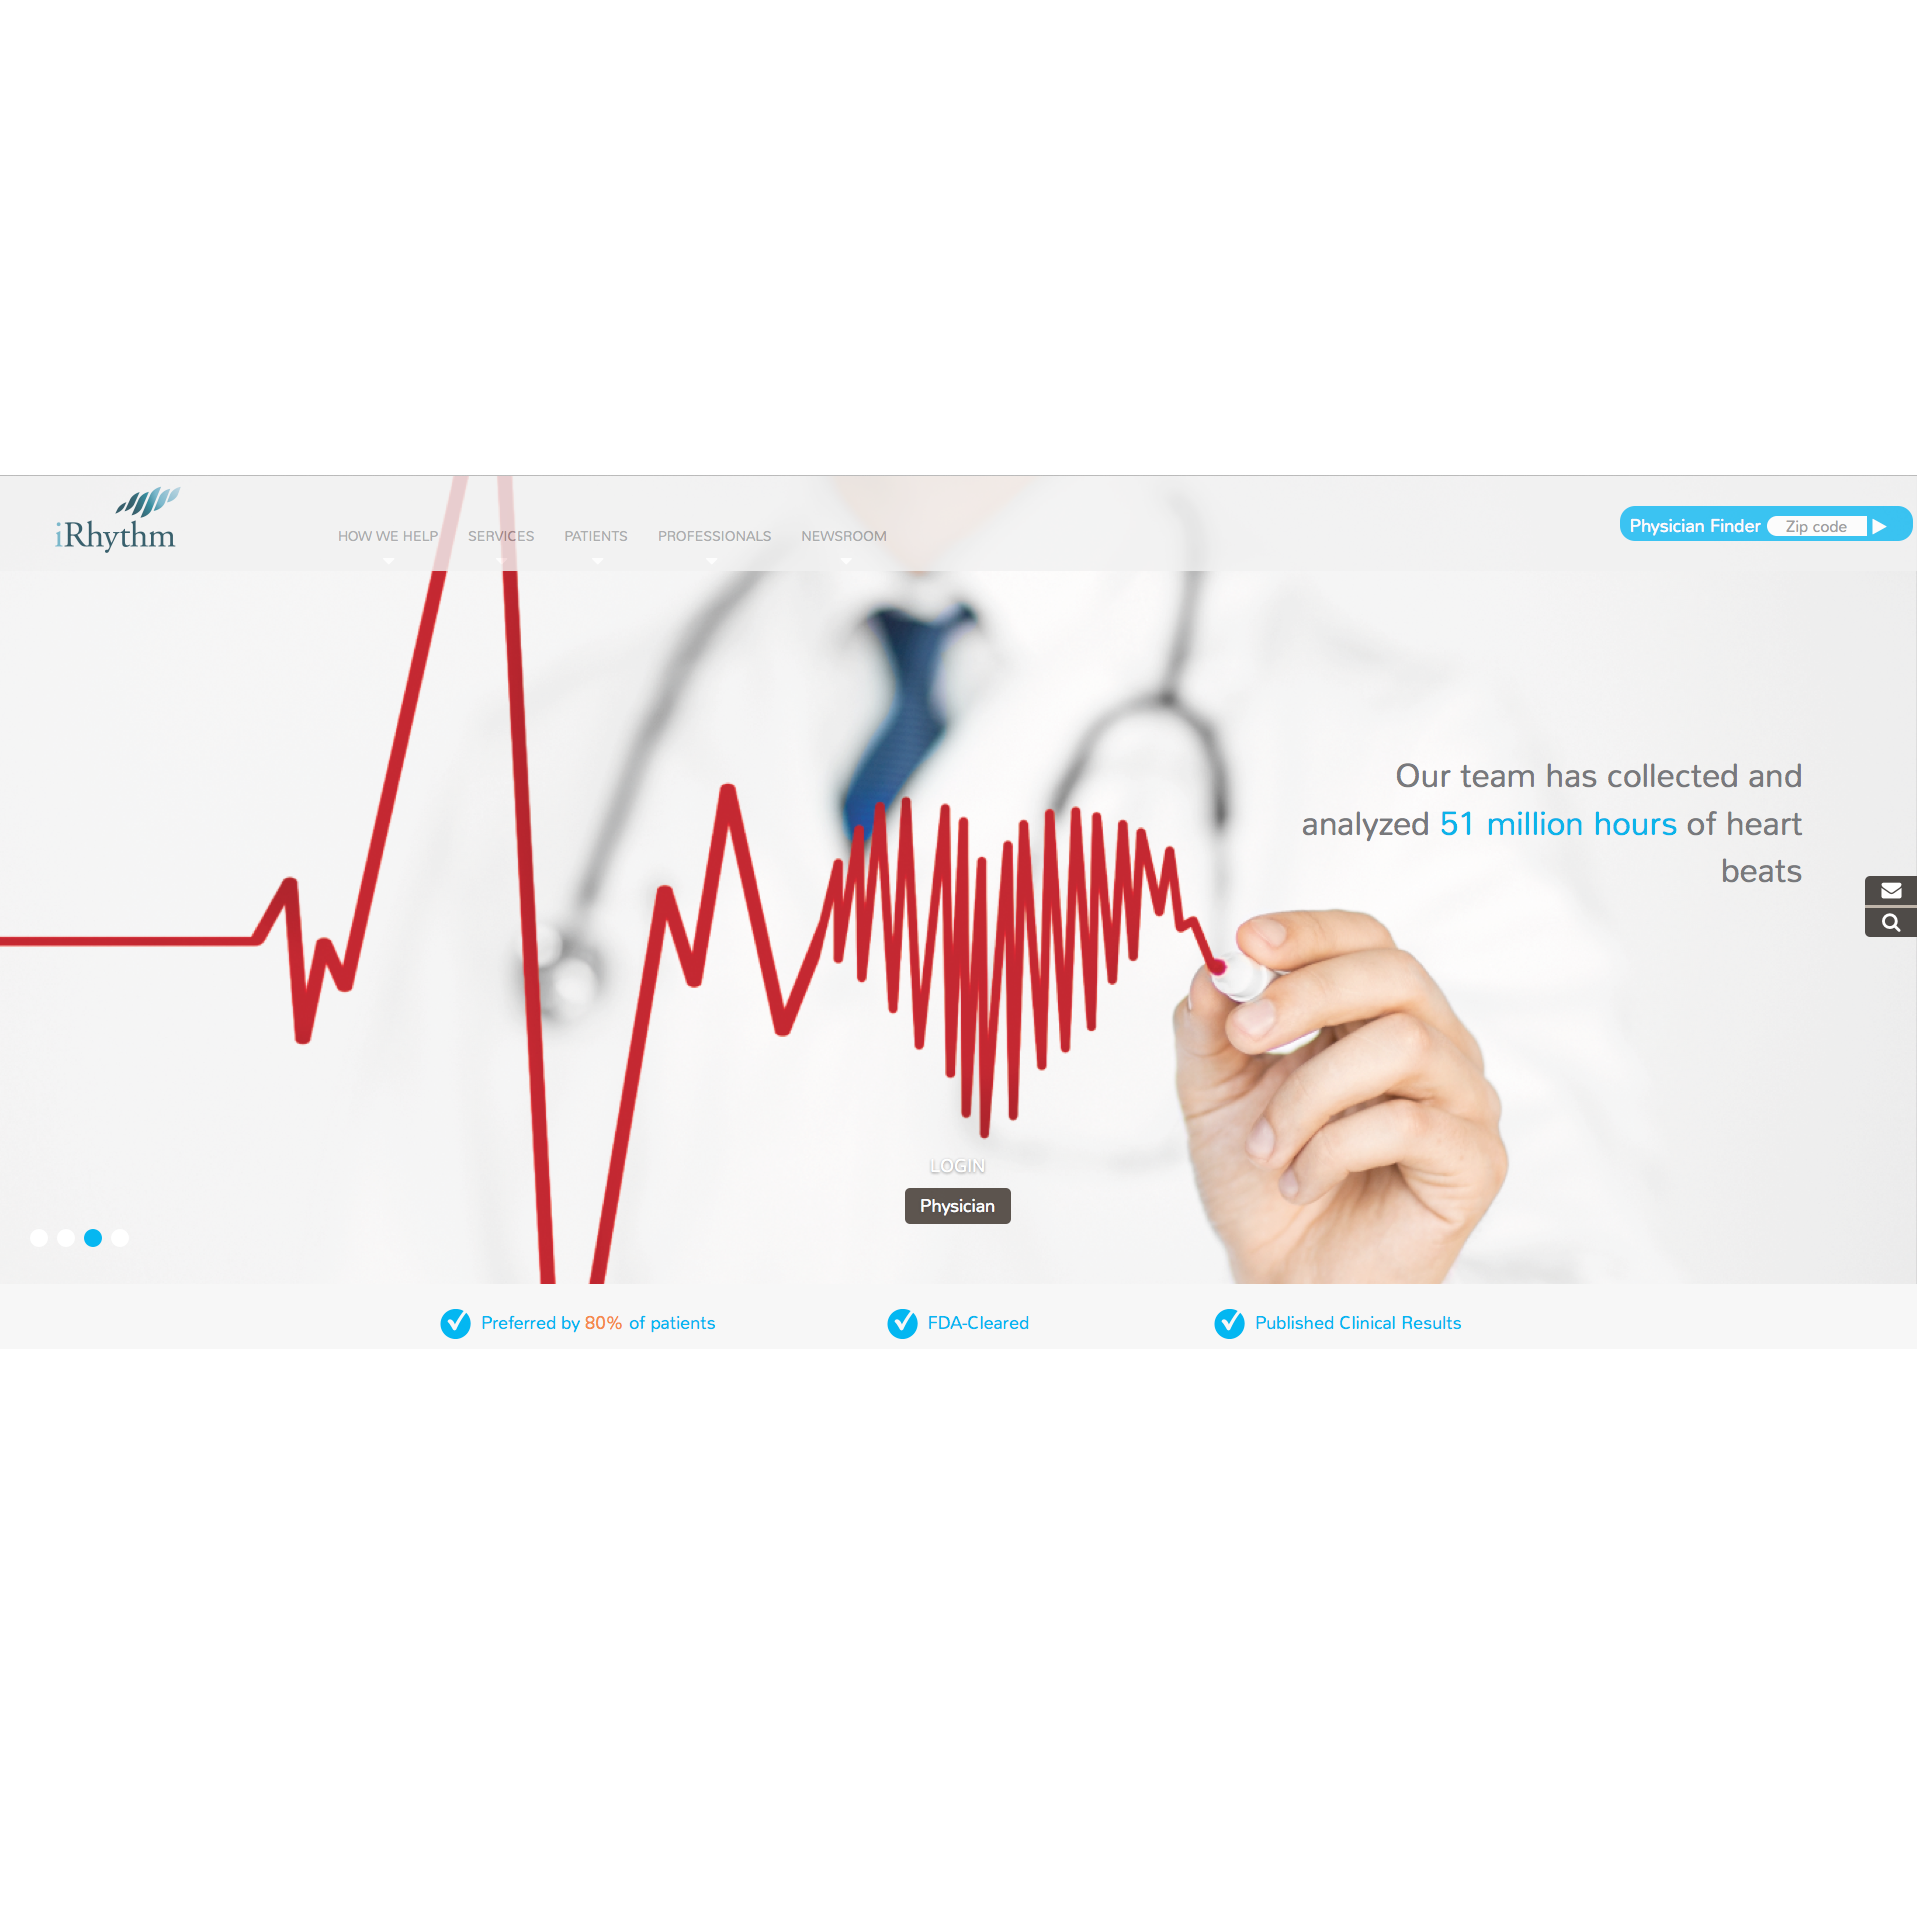 iRhythm
HOW WE HELP SERVICES PATIENTS PROFESSIONALS NEWSROOM
Physician Finder Zip code
Our team has collected and
analyzed 51 million hours of heart
beats
LOGIN
Physician
Preferred by 80% of patients FDA-Cleared Published Clinical Results